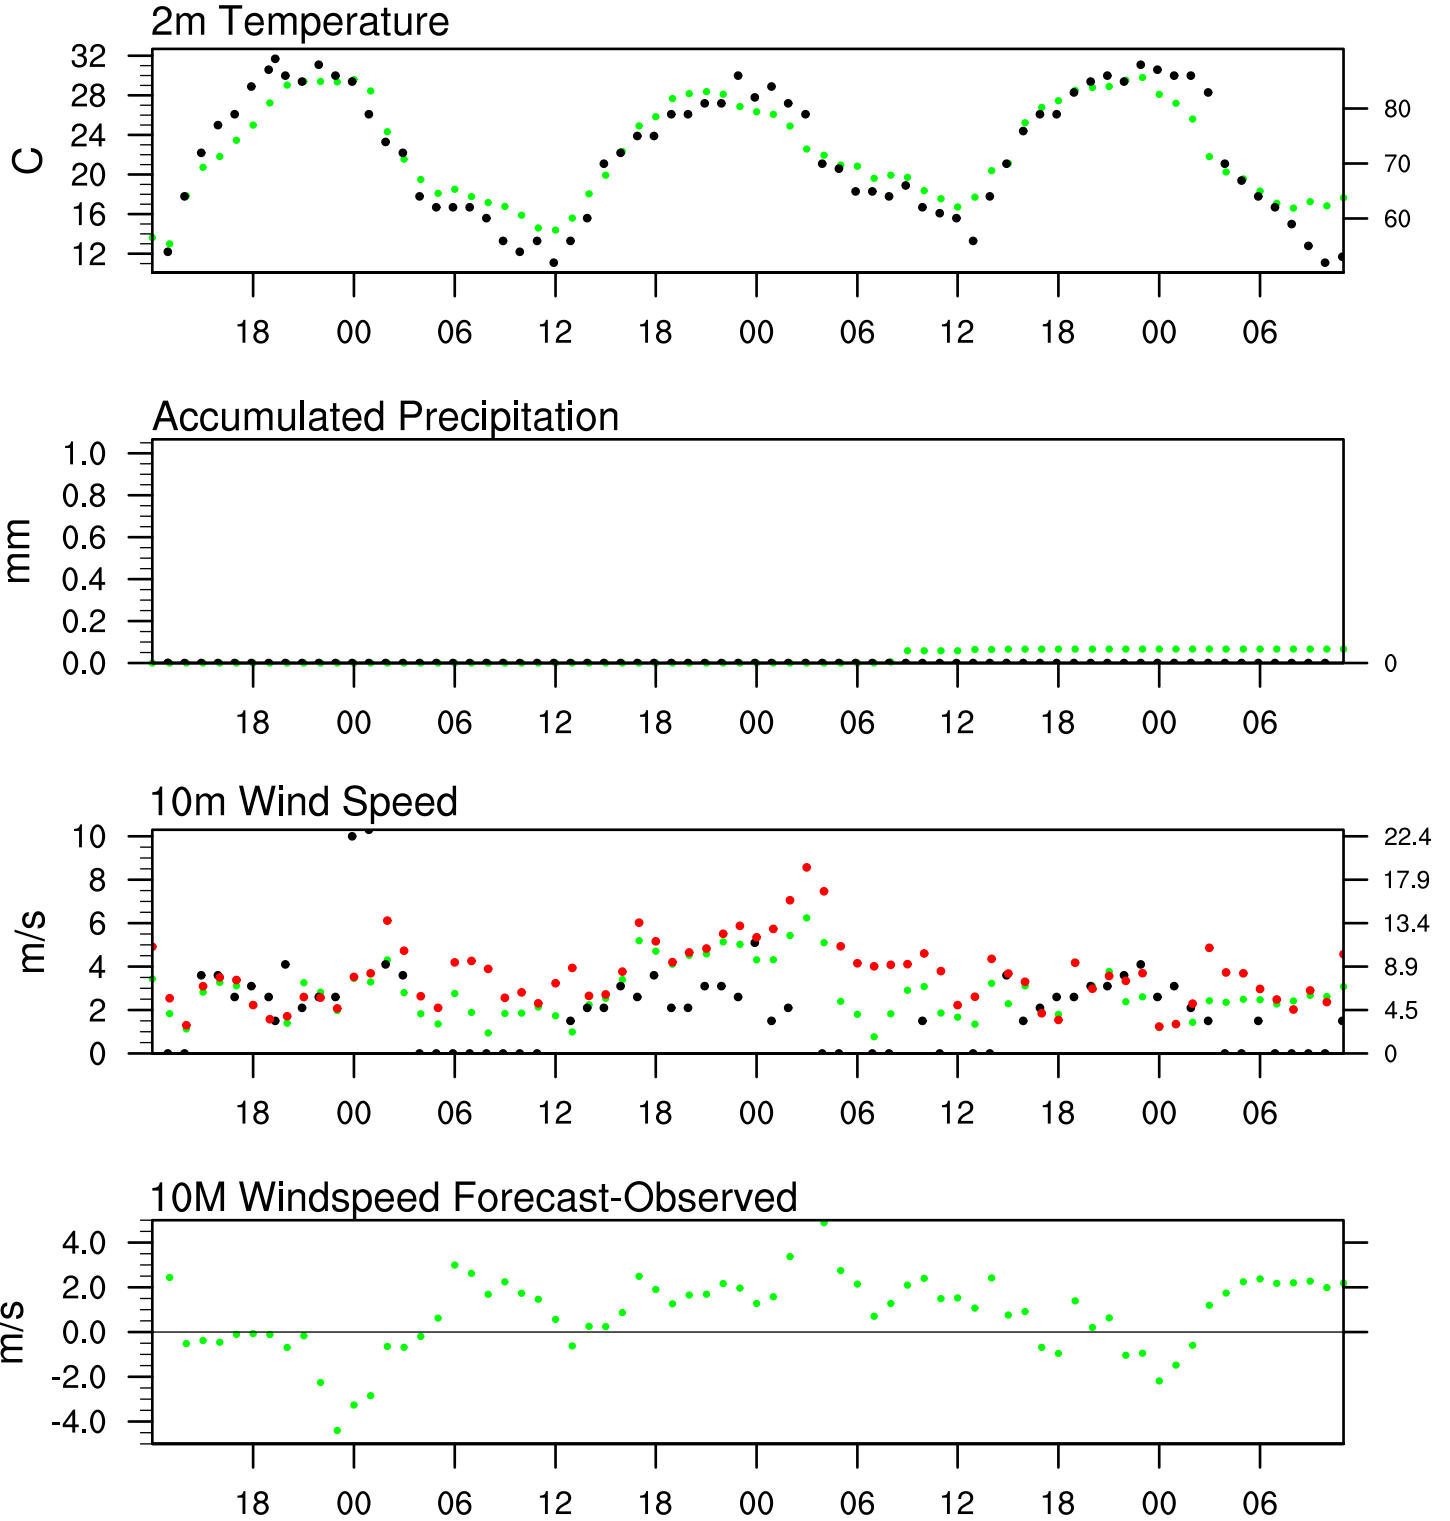 2m Temperature
32
28
24
20
16
12
C
80
70
60
18 00 06 12 18 00 06 12 18 00 06
Accumulated Precipitation
1.0
0.8
0.6
0.4
0.2
0.0
mm
0
18 00 06 12 18 00 06 12 18 00 06
10m Wind Speed
10
8
6
4
2
0
m/s
22.4
17.9
13.4
8.9
4.5
0
18 00 06 12 18 00 06 12 18 00 06
10M Windspeed Forecast-Observed
4.0
2.0
0.0
-2.0
-4.0
m/s
18 00 06 12 18 00 06 12 18 00 06